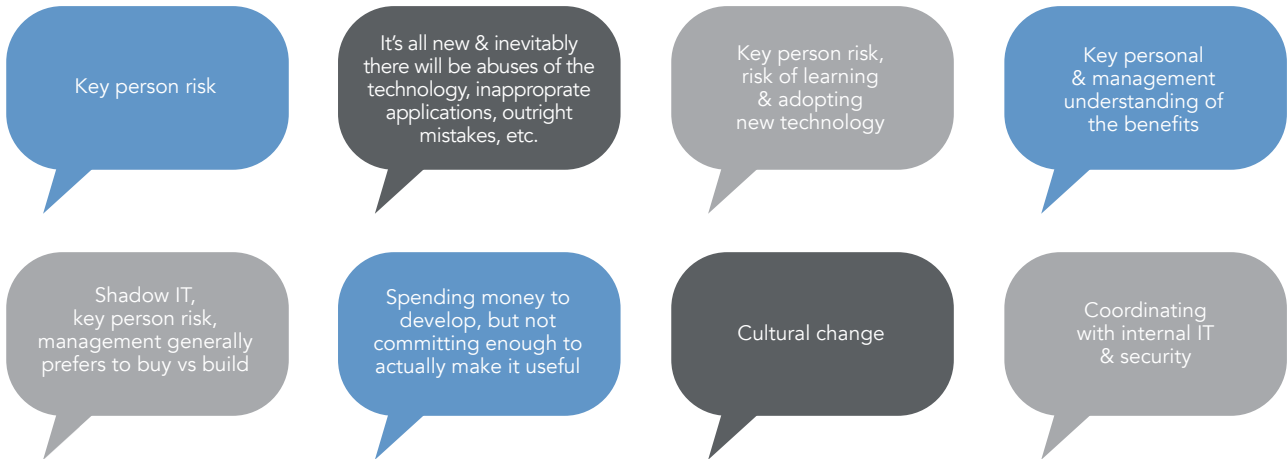 Key person risk
It's all new & inevitably
there will be abuses of the
technology, inapproprate
applications, outright
mistakes, etc.
Key person risk,
risk of learning
& adopting
new technology
Key personal
& management
understanding of
the benefits
Shadow IT,
key person risk,
management generally
prefers to buy vs build
Spending money to
develop, but not
committing enough to
actually make it useful
Cultural change
Coordinating
with internal IT
& security